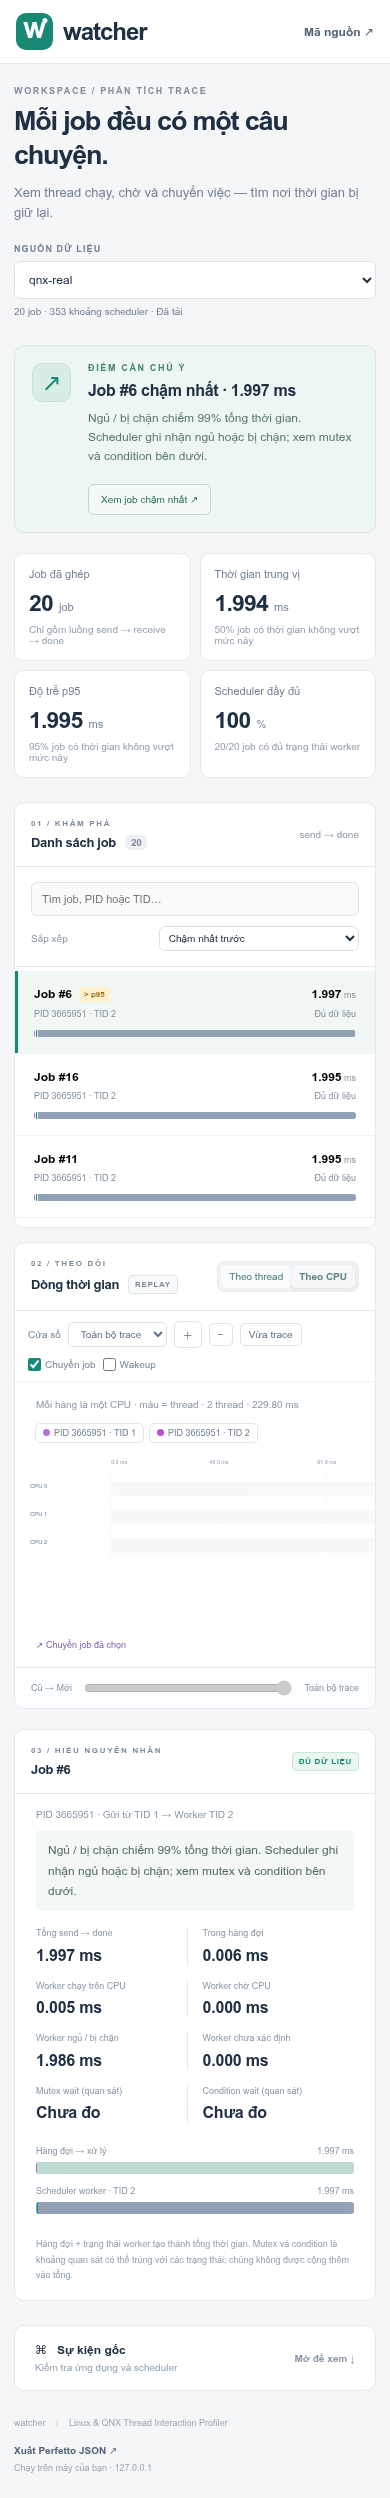 W watcher
Mã nguồn ↗
WORKSPACE / PHÂN TÍCH TRACE
Mỗi job đều có một câu
chuyện.
Xem thread chạy, chờ và chuyển việc — tìm nơi thời gian bị
giữ lại.
NGUỒN DỮ LIỆU
qnx-real
20 job · 353 khoảng scheduler · Đã tải
ĐIỂM CẦN CHÚ Ý
Job #6 chậm nhất · 1.997 ms
Ngủ / bị chặn chiếm 99% tổng thời gian.
Scheduler ghi nhận ngủ hoặc bị chặn; xem mutex
và condition bên dưới.
Xem job chậm nhất ↗
Job đã ghép
20 job
Chỉ gồm luồng send → receive
→ done
Thời gian trung vị
1.994 ms
50% job có thời gian không vượt
mức này
Độ trễ p95
1.995 ms
95% job có thời gian không vượt
mức này
Scheduler đầy đủ
100 %
20/20 job có đủ trạng thái worker
01 / KHÁM PHÁ
Danh sách job 20
send → done
Tìm job, PID hoặc TID…
Sắp xếp
Chậm nhất trước
Job #6 > p95 1.997 ms
PID 3665951 · TID 2 Đủ dữ liệu
Job #16 1.995 ms
PID 3665951 · TID 2 Đủ dữ liệu
Job #11 1.995 ms
PID 3665951 · TID 2 Đủ dữ liệu
02 / THEO DÕI
Dòng thời gian REPLAY
Theo thread Theo CPU
Cửa sổ Toàn bộ trace + − Vừa trace
Chuyển job Wakeup
Mỗi hàng là một CPU · màu = thread · 2 thread · 229.80 ms
PID 3665951 · TID 1 PID 3665951 · TID 2
0.0 ms
CPU 0
CPU 1
CPU 2
↗ Chuyển job đã chọn
Cũ → Mới Toàn bộ trace
03 / HIỂU NGUYÊN NHÂN
Job #6
ĐỦ DỮ LIỆU
PID 3665951 · Gửi từ TID 1 → Worker TID 2
Ngủ / bị chặn chiếm 99% tổng thời gian. Scheduler ghi
nhận ngủ hoặc bị chặn; xem mutex và condition bên
dưới.
Tổng send → done
1.997 ms
Trong hàng đợi
0.006 ms
Worker chạy trên CPU
0.005 ms
Worker chờ CPU
0.000 ms
Worker ngủ / bị chặn
1.986 ms
Worker chưa xác định
0.000 ms
Mutex wait (quan sát)
Chưa đo
Condition wait (quan sát)
Chưa đo
Hàng đợi → xử lý 1.997 ms
Scheduler worker · TID 2 1.997 ms
Hàng đợi + trạng thái worker tạo thành tổng thời gian. Mutex và condition là
khoảng quan sát có thể trùng với các trạng thái; chúng không được cộng thêm
vào tổng.
⌘ Sự kiện gốc
Kiểm tra ứng dụng và scheduler
Mở để xem ↓
watcher / Linux & QNX Thread Interaction Profiler
Xuất Perfetto JSON ↗
Chạy trên máy của bạn · 127.0.0.1